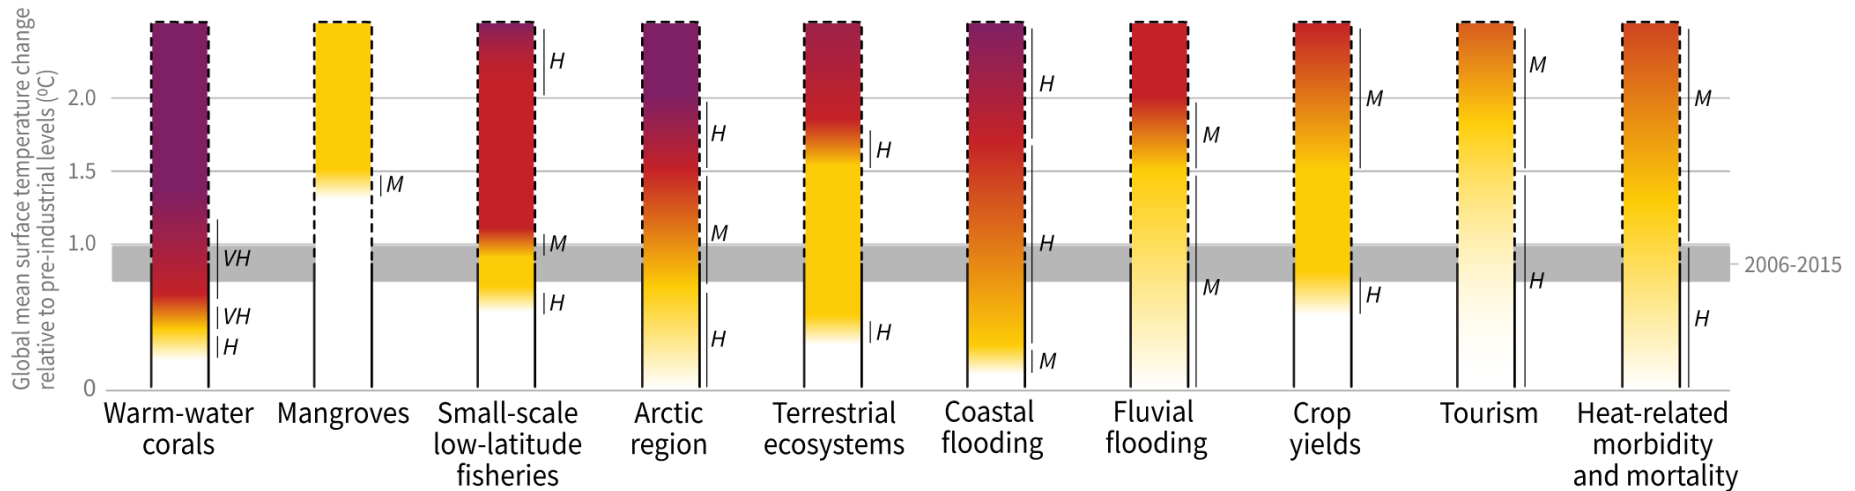 Global mean surface temperature change
relative to pre-industrial levels (⁰C)
2.0
1.5
1.0
0
2006-2015
VH
VH
H
M
H
M
H
H
M
H
H
H
H
H
M
M
M
M
H
M
H
M
H
Warm-water
corals
Mangroves
Small-scale
low-latitude
fisheries
Arctic
region
Terrestrial
ecosystems
Coastal
flooding
Fluvial
flooding
Crop
yields
Tourism
Heat-related
morbidity
and mortality